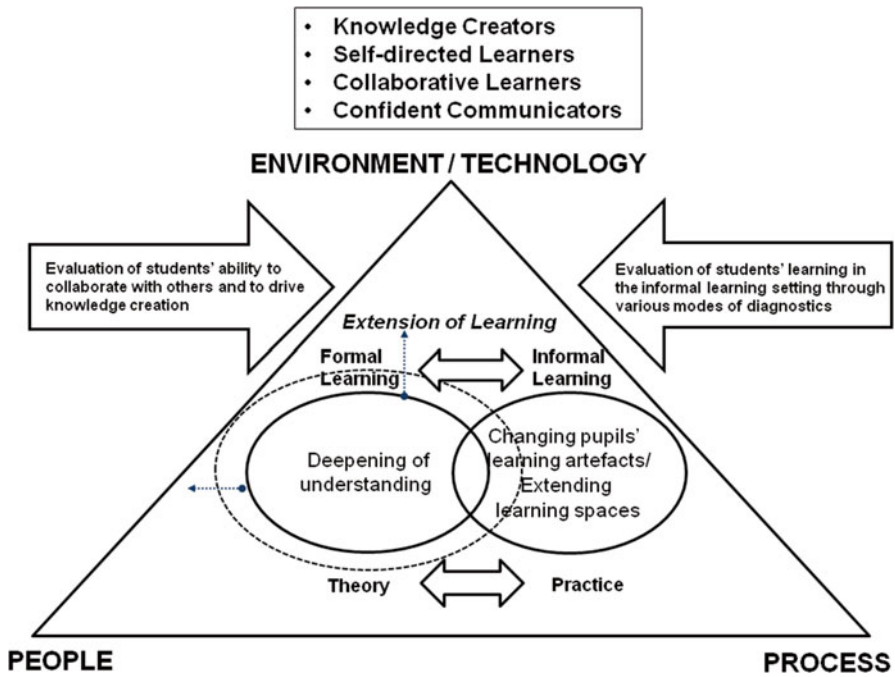 • Knowledge Creators
• Self-directed Learners
• Collaborative Learners
• Confident Communicators
ENVIRONMENT / TECHNOLOGY
Evaluation of students' ability to
collaborate with others and to drive
knowledge creation
Evaluation of students' learning in
the informal learning setting through
various modes of diagnostics
Extension of Learning
Formal
Learning
Informal
Learning
Deepening of
understanding
Changing pupils'
learning artefacts/
Extending
learning spaces
Theory
Practice
PEOPLE
PROCESS